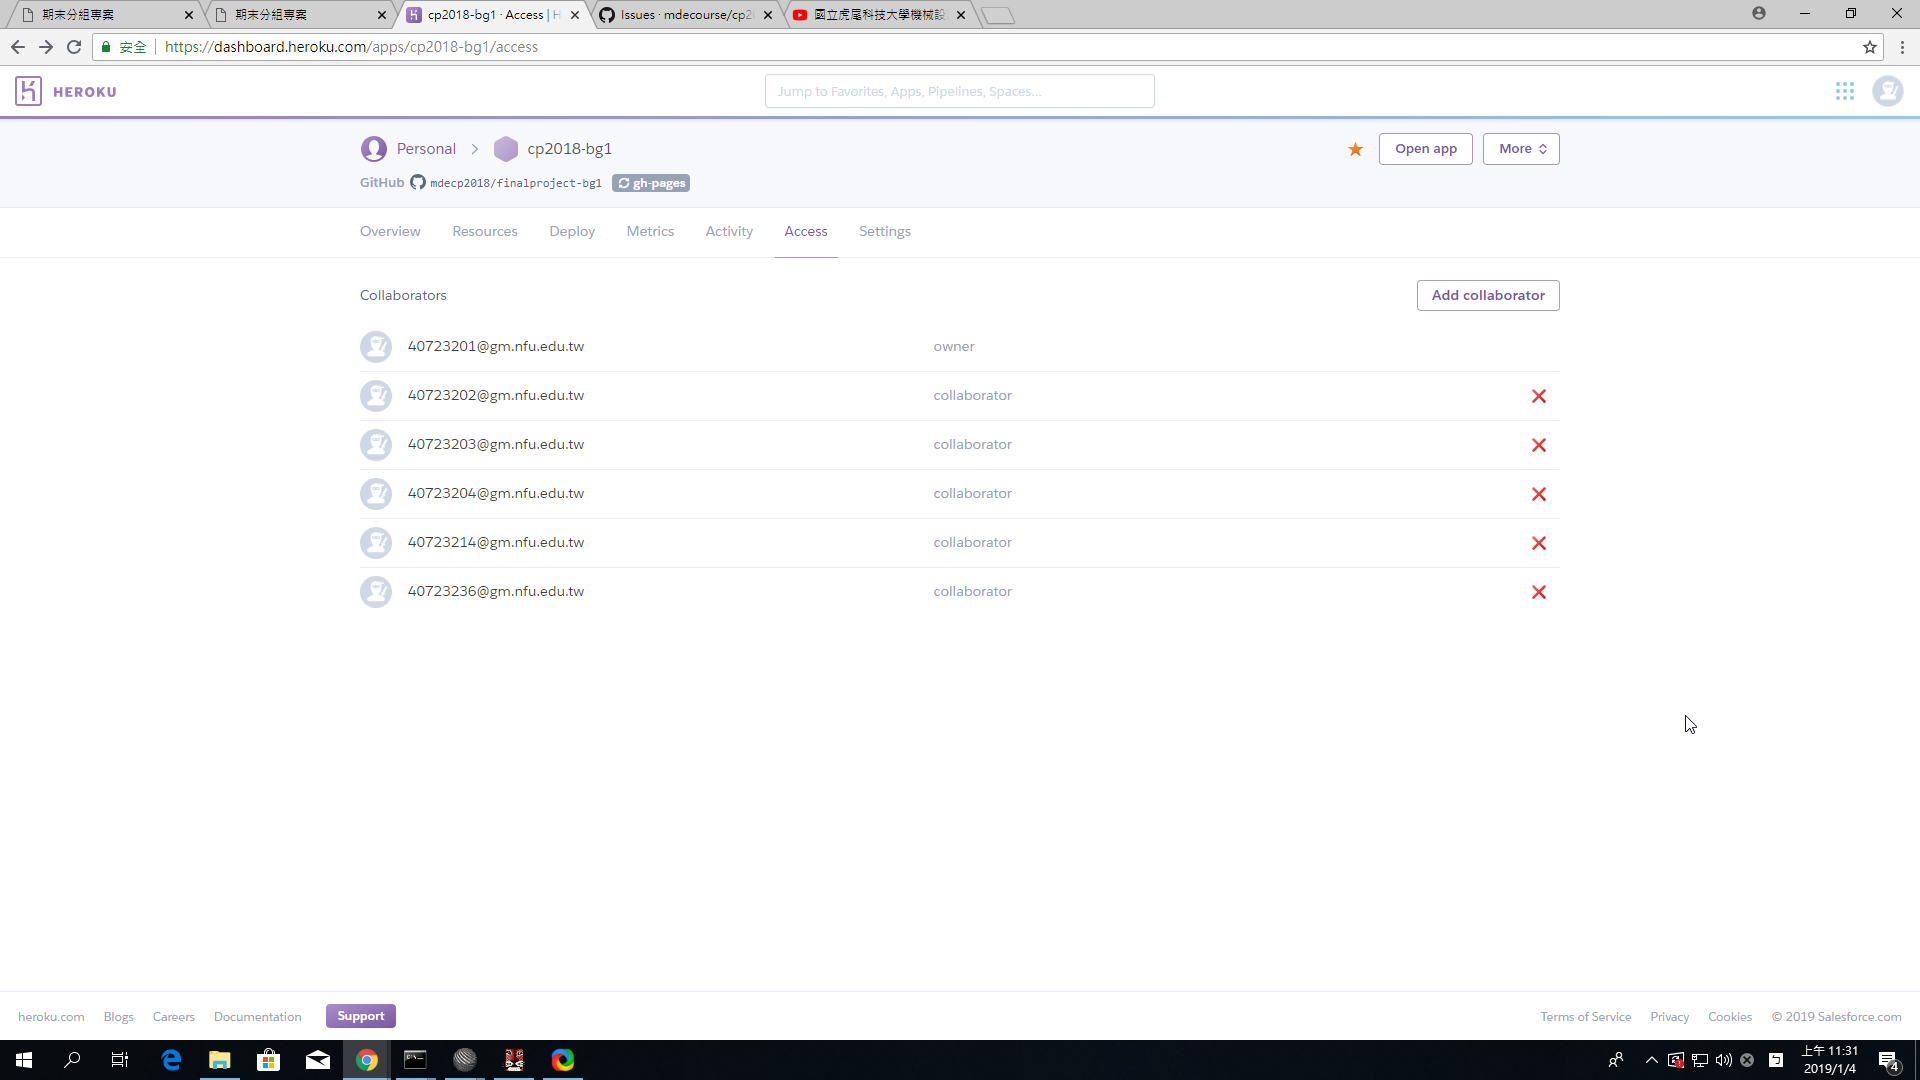 期末分組專案
期末分組專案
cp2018-bg1 · Access | H
Issues · mdecourse/cp2
國立虎尾科技大學機械設
安全
https://dashboard.heroku.com/apps/cp2018-bg1/access
HEROKU
Jump to Favorites, Apps, Pipelines, Spaces...
Personal
cp2018-bg1
Open app
More
GitHub
mdecp2018/finalproject-bg1
gh-pages
Overview
Resources
Deploy
Metrics
Activity
Access
Settings
Collaborators
Add collaborator
40723201@gm.nfu.edu.tw
owner
40723202@gm.nfu.edu.tw
collaborator
40723203@gm.nfu.edu.tw
collaborator
40723204@gm.nfu.edu.tw
collaborator
40723214@gm.nfu.edu.tw
collaborator
40723236@gm.nfu.edu.tw
collaborator
heroku.com
Blogs
Careers
Documentation
Support
Terms of Service
Privacy
Cookies
© 2019 Salesforce.com
上午 11:31
2019/1/4
4